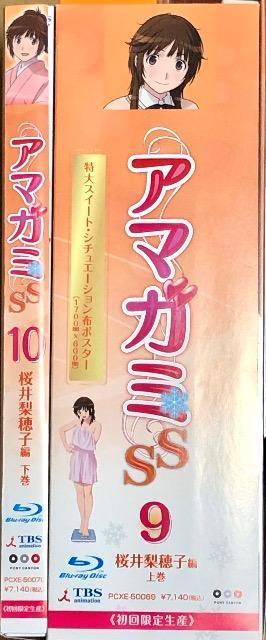 アマガミSS
10
桜井梨穂子編 下巻
Blu-ray Disc
TBS
animation
PONY CANYON
PCXE-50070
¥7,140(税込)
《初回限定生産》
特大スイート・シチュエーション布ポスター
(1700㎜×600㎜)
アマガミSS
9
桜井梨穂子編
上巻
Blu-ray Disc
TBS
animation
PONY CANYON
PCXE-50069 ¥7,140(税込)
《初回限定生産》